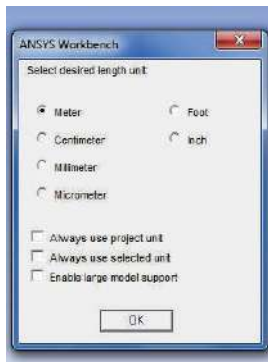 ANSYS Workbench
Select desired length unit:
Meter
Foot
Centimeter
Inch
Millimeter
Micrometer
Always use project unit
Always use selected unit
Enable large model support
OK